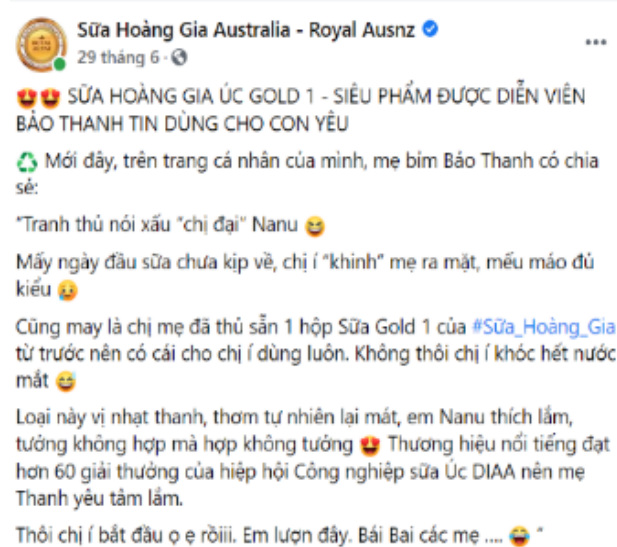 Sữa Hoàng Gia Australia - Royal Ausnz
29 tháng 6 ·
😍😍 SỮA HOÀNG GIA ÚC GOLD 1 - SIÊU PHẨM ĐƯỢC DIỄN VIÊN
BẢO THANH TIN DÙNG CHO CON YÊU
♻️ Mới đây, trên trang cá nhân của mình, mẹ bỉm Bảo Thanh có chia
sẻ:
"Tranh thủ nói xấu "chị đại" Nanu 😆
Mấy ngày đầu sữa chưa kịp về, chị í "khinh" mẹ ra mặt, mếu máo đủ
kiểu 😥
Cũng may là chị mẹ đã thủ sẵn 1 hộp Sữa Gold 1 của #Sữa_Hoàng_Gia
từ trước nên có cái cho chị í dùng luôn. Không thôi chị í khóc hết nước
mắt 😅
Loại này vị nhạt thanh, thơm tự nhiên lại mát, em Nanu thích lắm,
tưởng không hợp mà hợp không tưởng 😍 Thương hiệu nổi tiếng đạt
hơn 60 giải thưởng của hiệp hội Công nghiệp sữa Úc DIAA nên mẹ
Thanh yêu tâm lắm.
Thôi chị í bắt đầu ọ ẹ rồiii. Em lượn đây. Bái Bai các mẹ .... 😂 "